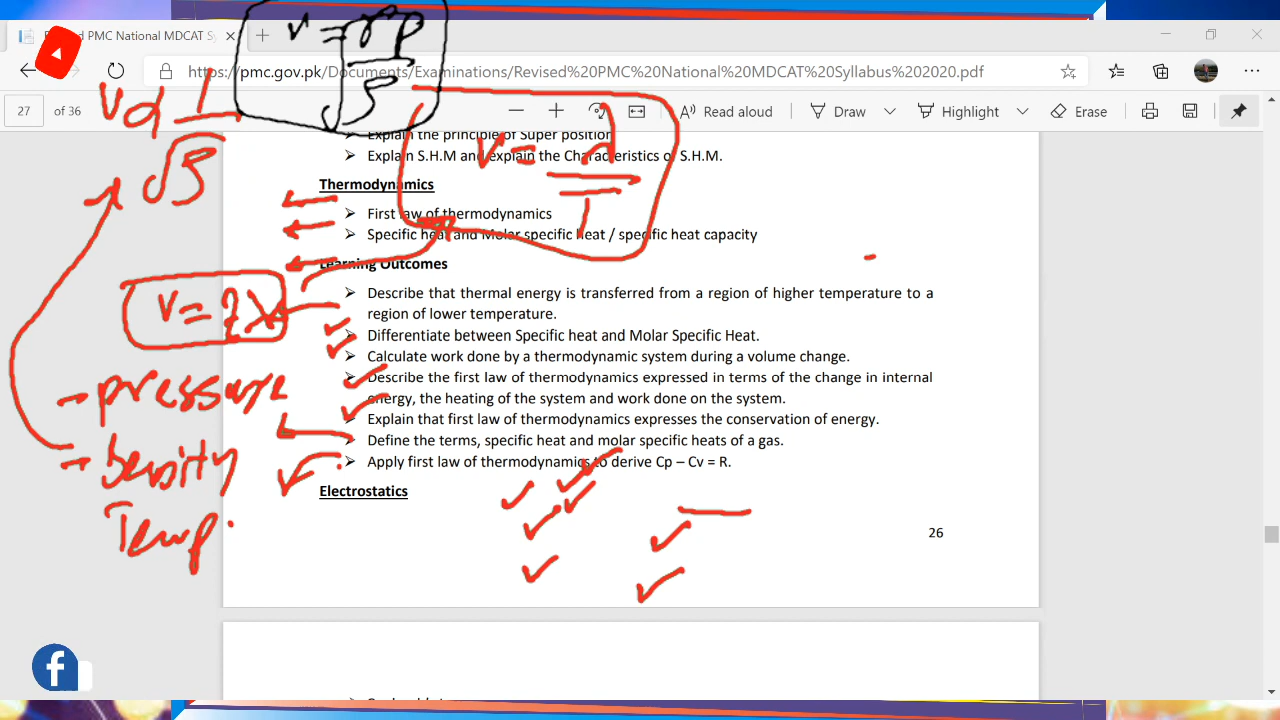 Revised PMC National MDCAT Sy
https://pmc.gov.pk/Documents/Examinations/Revised%20PMC%20National%20MDCAT%20Syllabus%202020.pdf
27 of 36
Read aloud Draw Highlight Erase
➢ Explain the principle of Super position
➢ Explain S.H.M and explain the Characteristics of S.H.M.
Thermodynamics
➢ First law of thermodynamics
➢ Specific heat and Molar specific heat / specific heat capacity
Learning Outcomes
➢ Describe that thermal energy is transferred from a region of higher temperature to a
region of lower temperature.
➢ Differentiate between Specific heat and Molar Specific Heat.
➢ Calculate work done by a thermodynamic system during a volume change.
➢ Describe the first law of thermodynamics expressed in terms of the change in internal
energy, the heating of the system and work done on the system.
➢ Explain that first law of thermodynamics expresses the conservation of energy.
➢ Define the terms, specific heat and molar specific heats of a gas.
➢ Apply first law of thermodynamics to derive Cp – Cv = R.
Electrostatics
26
v = λ/T
- pressure
- Density
Temp.
f